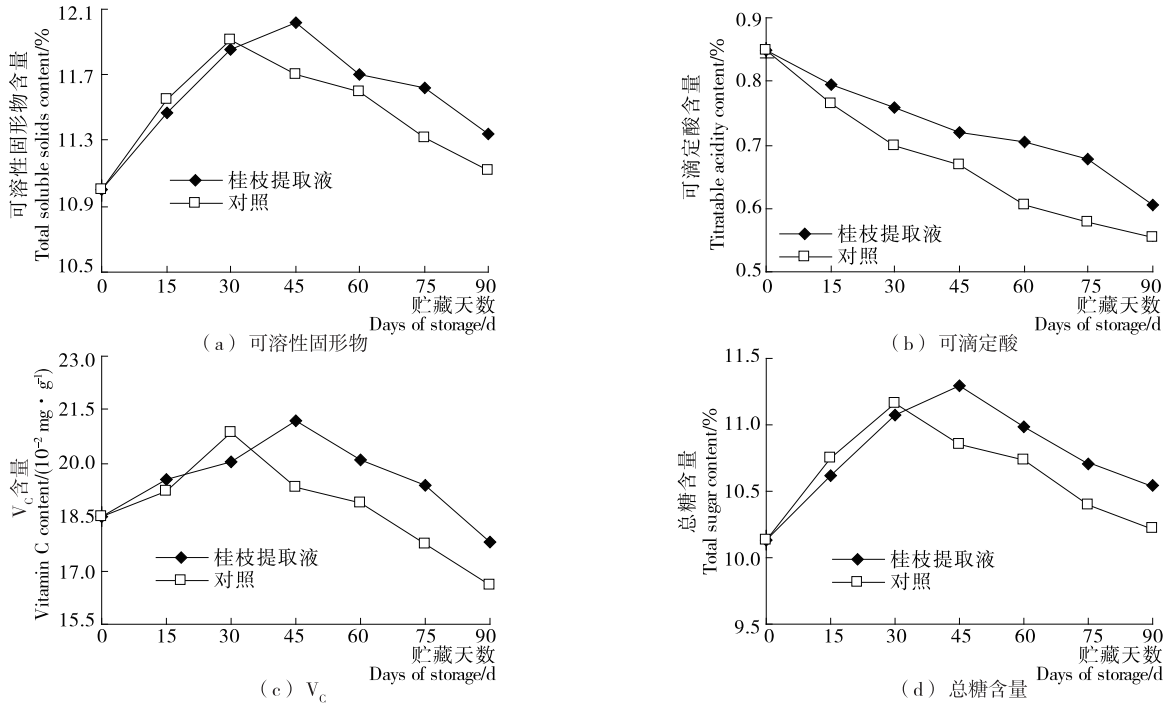 可溶性固形物含量
Total soluble solids content/%
12.1
11.7
11.3
10.9
10.5
桂枝提取液
对照
0 15 30 45 60 75 90
贮藏天数
Days of storage/d
（a）可溶性固形物
可滴定酸含量
Titratable acidity content/%
0.9
0.8
0.7
0.6
0.5
桂枝提取液
对照
0 15 30 45 60 75 90
贮藏天数
Days of storage/d
（b）可滴定酸
VC含量
Vitamin C content/(10⁻² mg·g⁻¹)
23.0
21.5
20.0
18.5
17.0
15.5
桂枝提取液
对照
0 15 30 45 60 75 90
贮藏天数
Days of storage/d
（c）VC
总糖含量
Total sugar content/%
11.5
11.0
10.5
10.0
9.5
桂枝提取液
对照
0 15 30 45 60 75 90
贮藏天数
Days of storage/d
（d）总糖含量